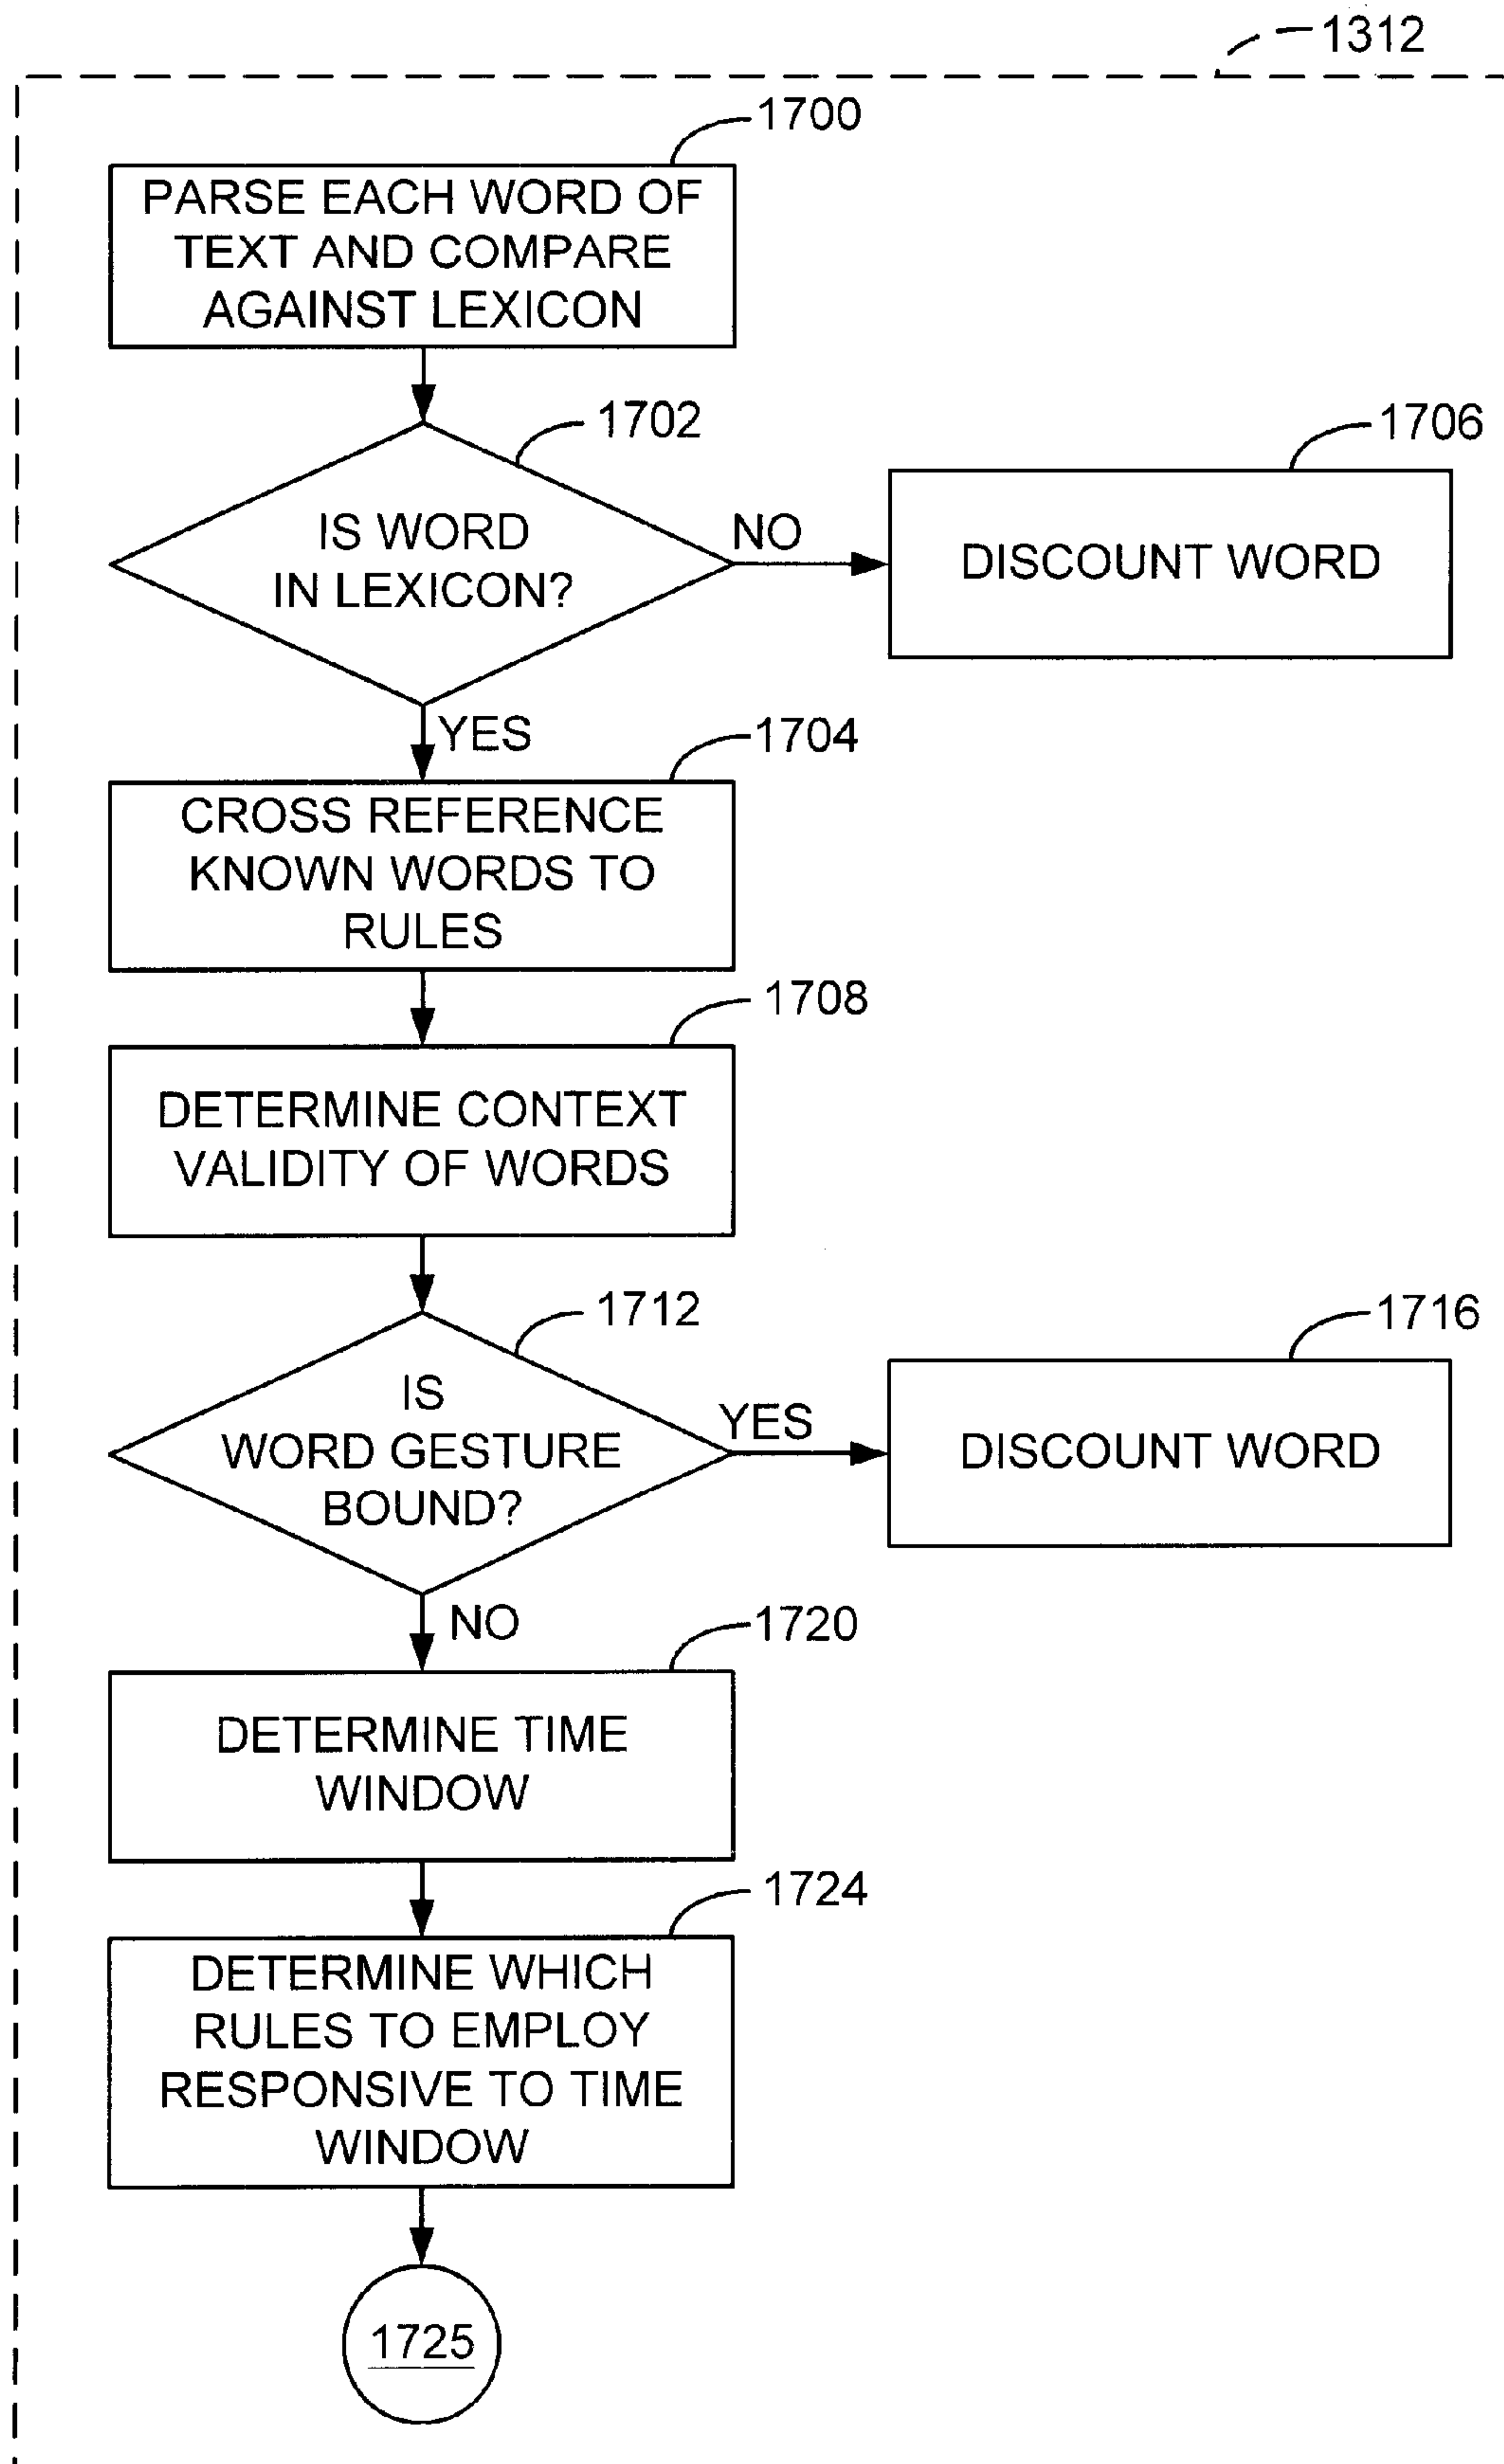 1312
1700
PARSE EACH WORD OF
TEXT AND COMPARE
AGAINST LEXICON
1702
IS WORD
IN LEXICON?
NO
1706
DISCOUNT WORD
YES
1704
CROSS REFERENCE
KNOWN WORDS TO
RULES
1708
DETERMINE CONTEXT
VALIDITY OF WORDS
1712
IS
WORD GESTURE
BOUND?
YES
1716
DISCOUNT WORD
NO
1720
DETERMINE TIME
WINDOW
1724
DETERMINE WHICH
RULES TO EMPLOY
RESPONSIVE TO TIME
WINDOW
1725